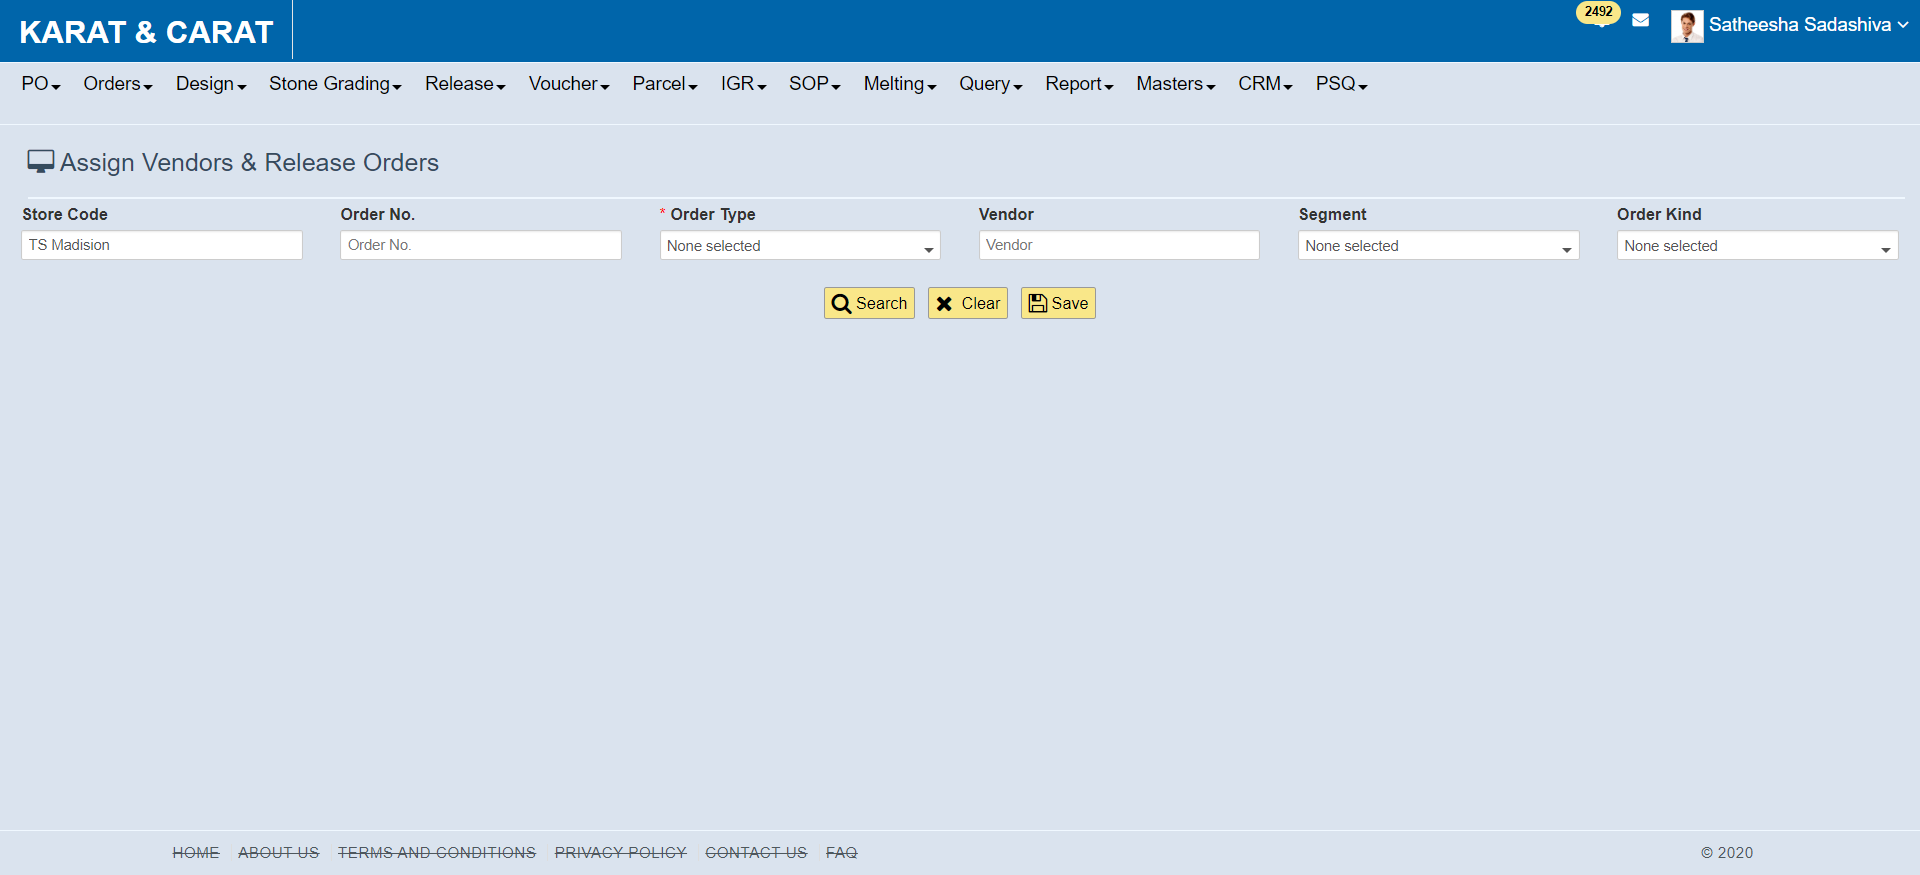 KARAT & CARAT
2492
Satheesha Sadashiva
PO Orders Design Stone Grading Release Voucher Parcel IGR SOP Melting Query Report Masters CRM PSQ
Assign Vendors & Release Orders
Store Code Order No. * Order Type Vendor Segment Order Kind
TS Madision Order No. None selected Vendor None selected None selected
Search Clear Save
HOME ABOUT US TERMS AND CONDITIONS PRIVACY POLICY CONTACT US FAQ © 2020